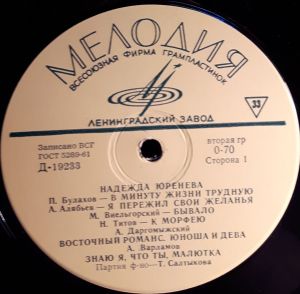 МЕЛОДИЯ
ВСЕСОЮЗНАЯ ФИРМА ГРАМПЛАСТИНОК
33
ЛЕНИНГРАДСКИЙ ЗАВОД
Записано ВСГ
ГОСТ 5289-61
Д-19233
вторая гр
0-70
Сторона 1
НАДЕЖДА ЮРЕНЕВА
П. Булахов — В МИНУТУ ЖИЗНИ ТРУДНУЮ
А. Алябьев — Я ПЕРЕЖИЛ СВОИ ЖЕЛАНЬЯ
М. Виельгорский — БЫВАЛО
Н. Титов — К МОРФЕЮ
А. Даргомыжский
ВОСТОЧНЫЙ РОМАНС. ЮНОША И ДЕВА
А. Варламов
ЗНАЮ Я, ЧТО ТЫ, МАЛЮТКА
Партия ф-но — Т. Салтыкова